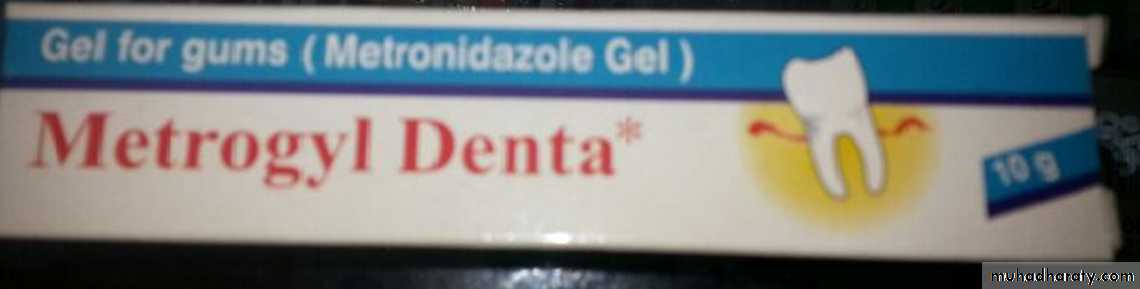 Gel for gums ( Metronidazole Gel )
Metrogyl Denta*
10 g
muhadharaty.com